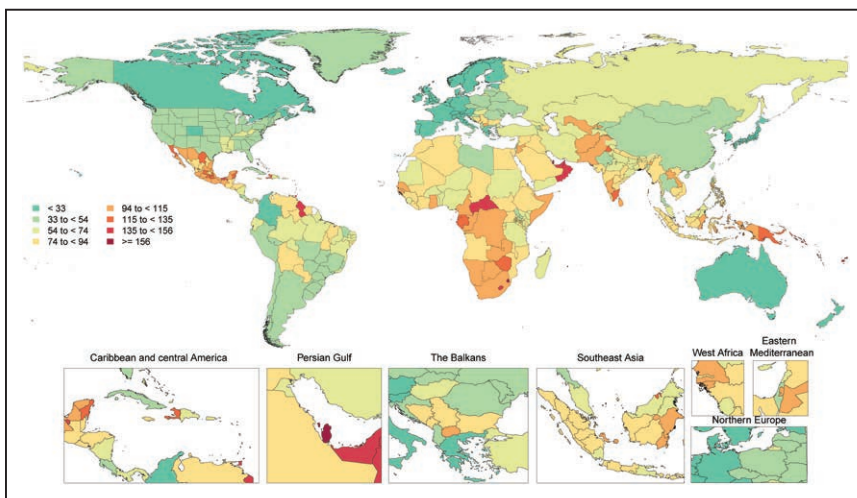 < 33
33 to < 54
54 to < 74
74 to < 94
94 to < 115
115 to < 135
135 to < 156
>= 156
Caribbean and central America
Persian Gulf
The Balkans
Southeast Asia
West Africa
Eastern
Mediterranean
Northern Europe